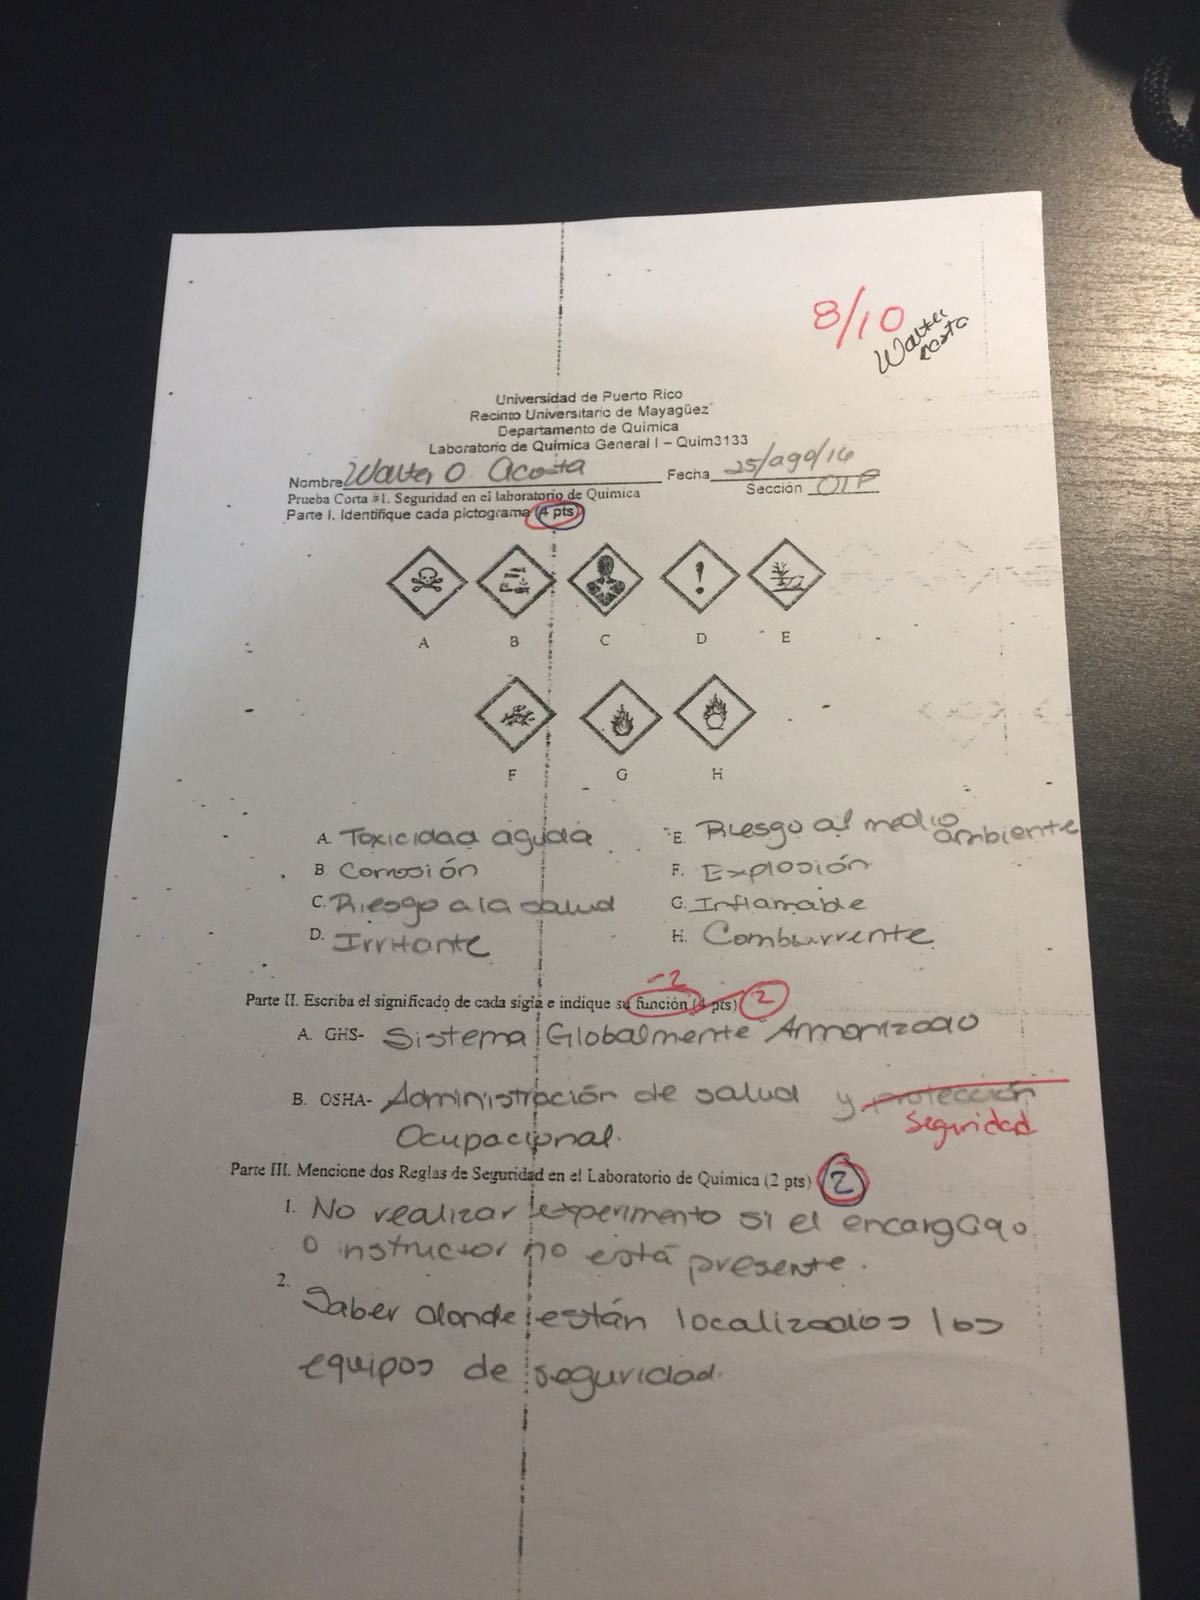 8/10
Walter
acosta
Universidad de Puerto Rico
Recinto Universitario de Mayagüez
Departamento de Química
Laboratorio de Química General I – Quim3133
Nombre Walter O. Acosta Fecha 25/ago/16
Prueba Corta #1. Seguridad en el laboratorio de Química Sección
Parte I. Identifique cada pictograma (4 pts)
A B C D E
F G H
A. Toxicidad aguda
B Corrosión
C. Riesgo a la salud
D. Irritante
E. Riesgo al medio ambiente
F. Explosión
G. Inflamable
H. Comburrente
-2
Parte II. Escriba el significado de cada sigla e indique su función (4 pts) 2
A. GHS- Sistema Globalmente Armonizado
B. OSHA- Administración de salud y protección
seguridad
Ocupacional.
Parte III. Mencione dos Reglas de Seguridad en el Laboratorio de Química (2 pts) 2
1. No realizar experimento si el encargado
o instructor no está presente.
2. Saber donde están localizados los
equipos de seguridad.